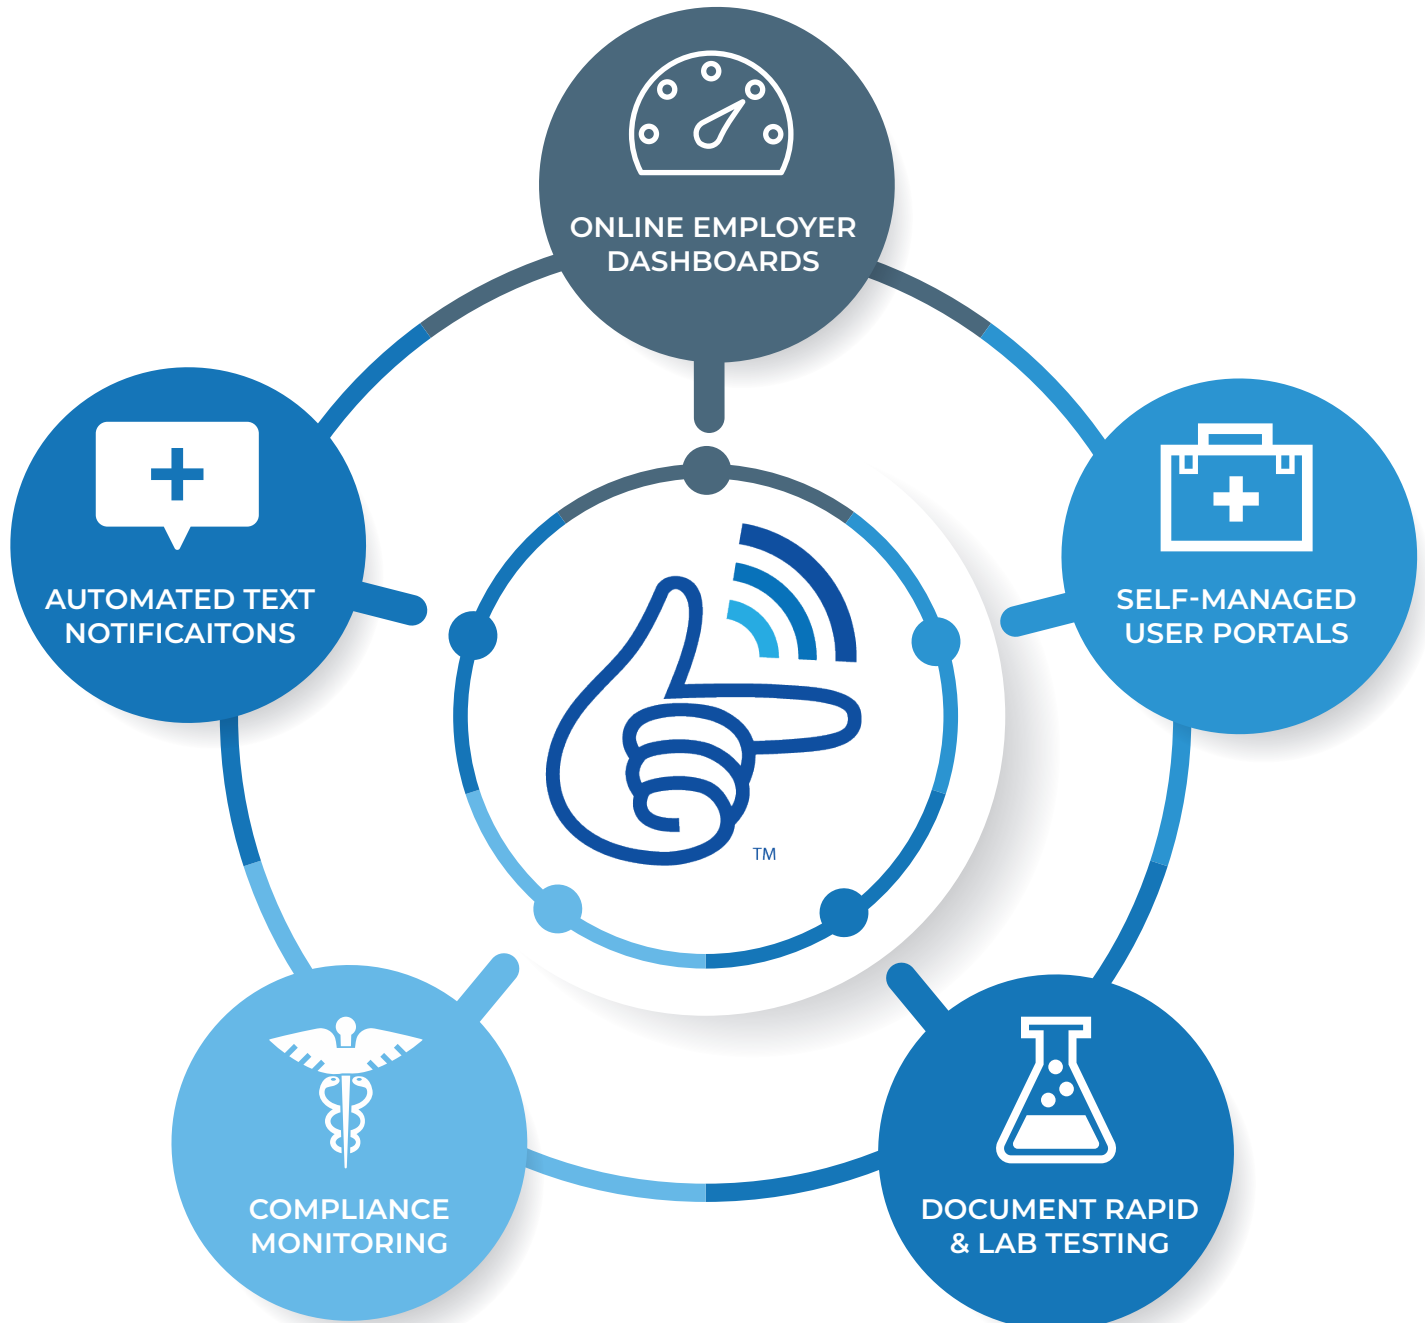 ONLINE EMPLOYER
DASHBOARDS
AUTOMATED TEXT
NOTIFICAITONS
SELF-MANAGED
USER PORTALS
TM
COMPLIANCE
MONITORING
DOCUMENT RAPID
& LAB TESTING